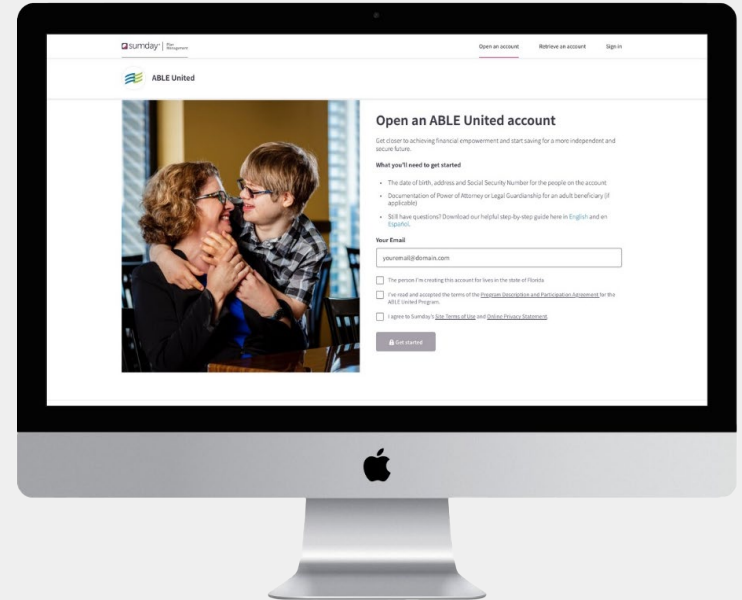 sumday | Plan
Management
Open an account Retrieve an account Sign in
ABLE United
Open an ABLE United account
Get closer to achieving financial empowerment and start saving for a more independent and
secure future.
What you'll need to get started
• The date of birth, address and Social Security Number for the people on the account
• Documentation of Power of Attorney or Legal Guardianship for an adult beneficiary (if
applicable)
• Still have questions? Download our helpful step-by-step guide here in English and en
Español.
Your Email
youremail@domain.com
The person I'm creating this account for lives in the state of Florida.
I've read and accepted the terms of the Program Description and Participation Agreement for the
ABLE United Program.
I agree to Sumday's Site Terms of Use and Online Privacy Statement.
Get started